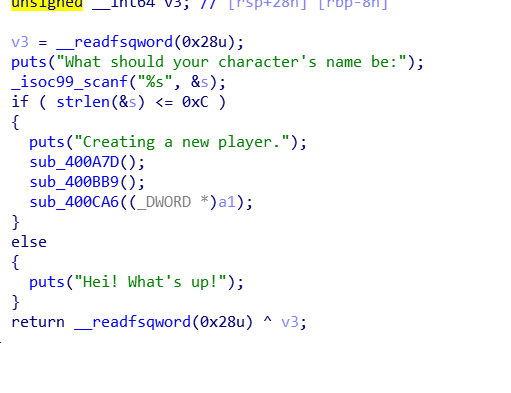 unsigned __int64 v3; // [rsp+28h] [rbp-8h]
v3 = __readfsqword(0x28u);
puts("What should your character's name be:");
_isoc99_scanf("%s", &s);
if ( strlen(&s) <= 0xC )
{
puts("Creating a new player.");
sub_400A7D();
sub_400BB9();
sub_400CA6((_DWORD *)a1);
}
else
{
puts("Hei! What's up!");
}
return __readfsqword(0x28u) ^ v3;